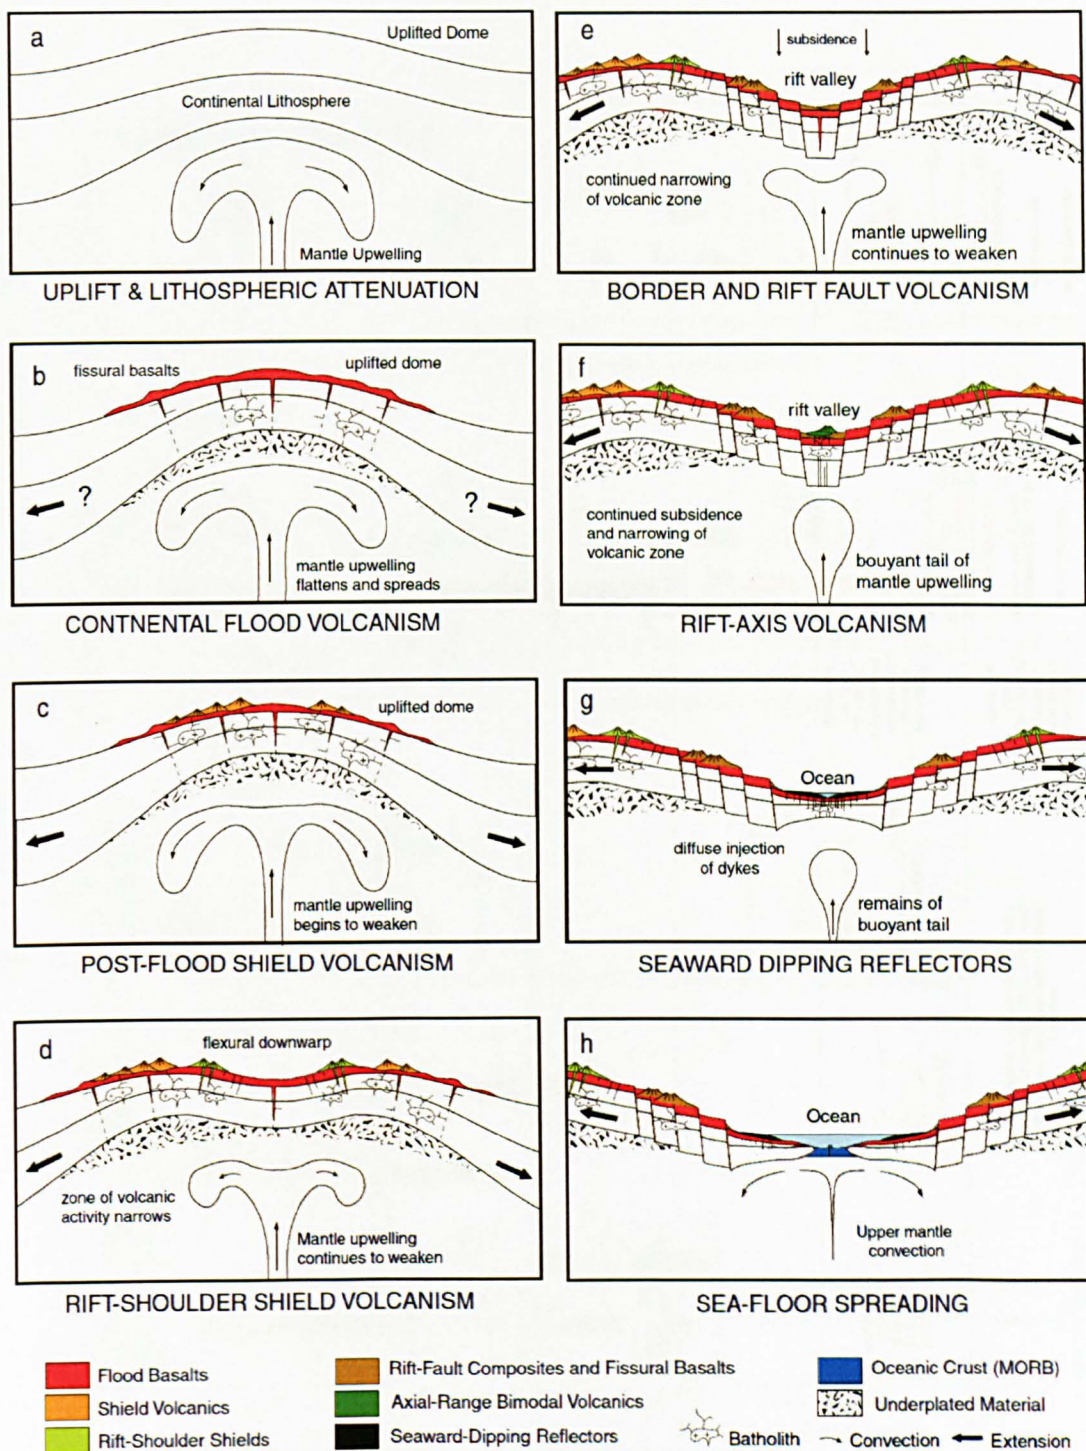 a
Uplifted Dome
Continental Lithosphere
Mantle Upwelling
UPLIFT & LITHOSPHERIC ATTENUATION
b
fissural basalts
uplifted dome
?
?
mantle upwelling
flattens and spreads
CONTNENTAL FLOOD VOLCANISM
c
uplifted dome
mantle upwelling
begins to weaken
POST-FLOOD SHIELD VOLCANISM
d
flexural downwarp
zone of volcanic
activity narrows
Mantle upwelling
continues to weaken
RIFT-SHOULDER SHIELD VOLCANISM
e
subsidence
rift valley
continued narrowing
of volcanic zone
mantle upwelling
continues to weaken
BORDER AND RIFT FAULT VOLCANISM
f
rift valley
continued subsidence
and narrowing of
volcanic zone
bouyant tail of
mantle upwelling
RIFT-AXIS VOLCANISM
g
Ocean
diffuse injection
of dykes
remains of
buoyant tail
SEAWARD DIPPING REFLECTORS
h
Ocean
Upper mantle
convection
SEA-FLOOR SPREADING
Flood Basalts
Shield Volcanics
Rift-Shoulder Shields
Rift-Fault Composites and Fissural Basalts
Axial-Range Bimodal Volcanics
Seaward-Dipping Reflectors
Oceanic Crust (MORB)
Underplated Material
Batholith
Convection
Extension